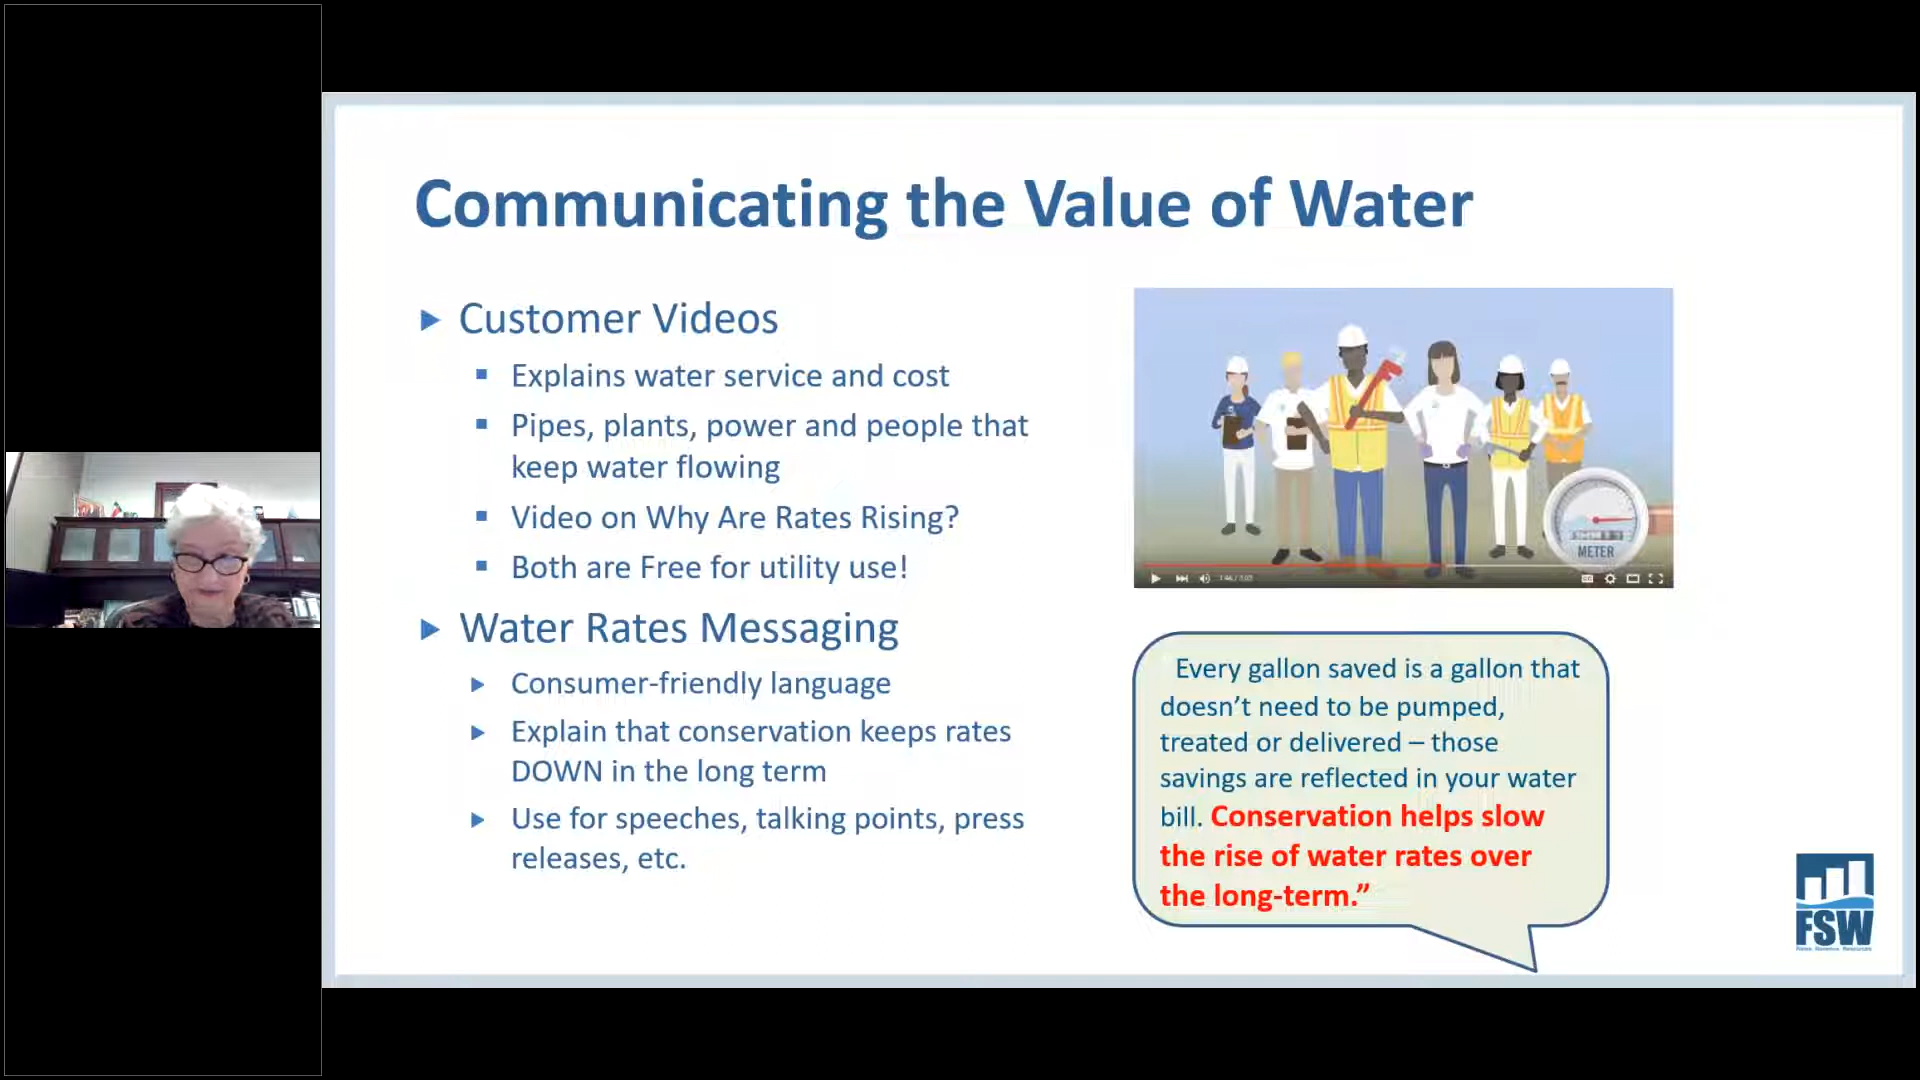 Communicating the Value of Water
Customer Videos
Explains water service and cost
Pipes, plants, power and people that
keep water flowing
Video on Why Are Rates Rising?
Both are Free for utility use!
Water Rates Messaging
Consumer-friendly language
Explain that conservation keeps rates
DOWN in the long term
Use for speeches, talking points, press
releases, etc.
METER
Every gallon saved is a gallon that
doesn’t need to be pumped,
treated or delivered – those
savings are reflected in your water
bill. Conservation helps slow
the rise of water rates over
the long-term.”
FSW